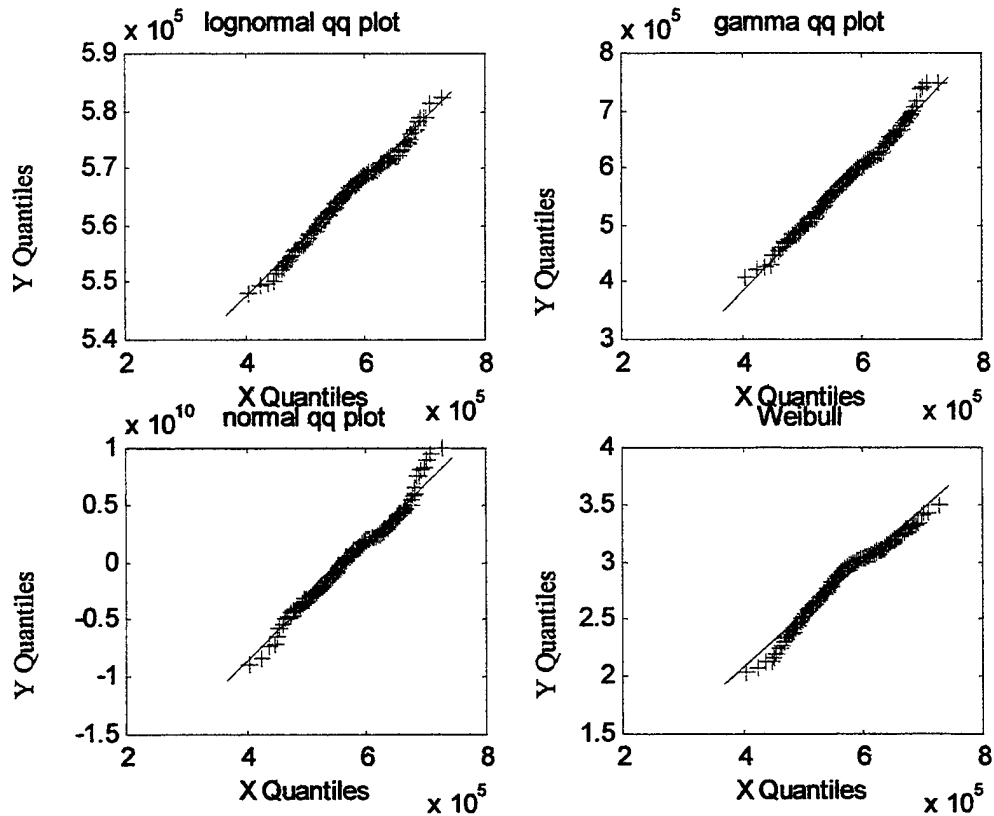 x 10^5
lognormal qq plot
5.9
5.8
5.7
5.6
5.5
5.4
Y Quantiles
2 4 6 8
X Quantiles
x 10^5
x 10^5
gamma qq plot
8
7
6
5
4
3
Y Quantiles
2 4 6 8
X Quantiles
x 10^5
x 10^10
normal qq plot
1
0.5
0
-0.5
-1
-1.5
Y Quantiles
2 4 6 8
X Quantiles
x 10^5
Weibull
4
3.5
3
2.5
2
1.5
Y Quantiles
2 4 6 8
X Quantiles
x 10^5